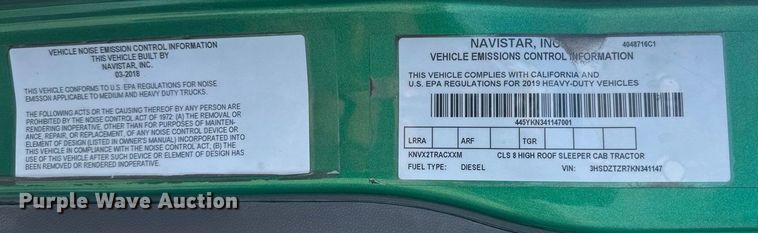 VEHICLE NOISE EMISSION CONTROL INFORMATION
THIS VEHICLE BUILT BY
NAVISTAR, INC.
03-2018
THIS VEHICLE CONFORMS TO U.S. EPA REGULATIONS FOR NOISE
EMISSON APPLICABLE TO MEDIUM AND HEAVY DUTY TRUCKS.
THE FOLLOWING ACTS OR THE CAUSING THEREOF BY ANY PERSON
ARE PROHIBITED BY THE NOISE CONTROL ACT OF 1972: (A) THE REMOVAL OR
RENDERING INOPERATIVE, OTHER THAN FOR PURPOSES OF MAINTEN-
ANCE, REPAIR, OR REPLACEMENT, OF ANY NOISE CONTROL DEVICE OR
ELEMENT OF DESIGN (LISTED IN OWNER'S MANUAL) INCORPORATED INTO
THIS VEHICLE IN COMPLIANCE WITH THE NOISE CONTROL ACT, (B) THE
USE OF THIS VEHICLE AFTER SUCH DEVICE OR ELEMENT OF DESIGN HAS
BEEN REMOVED OR RENDERED INOPERATIVE.
NAVISTAR, INC. 4048716C1
VEHICLE EMISSIONS CONTROL INFORMATION
THIS VEHICLE COMPLIES WITH CALIFORNIA AND
U.S. EPA REGULATIONS FOR 2019 HEAVY-DUTY VEHICLES
445YKN341147001
LRRA ARF TGR
KNVX2TRACXXM CLS 8 HIGH ROOF SLEEPER CAB TRACTOR
FUEL TYPE: DIESEL VIN: 3HSDZTZR7KN341147
Purple Wave Auction
Purple Wave Auction